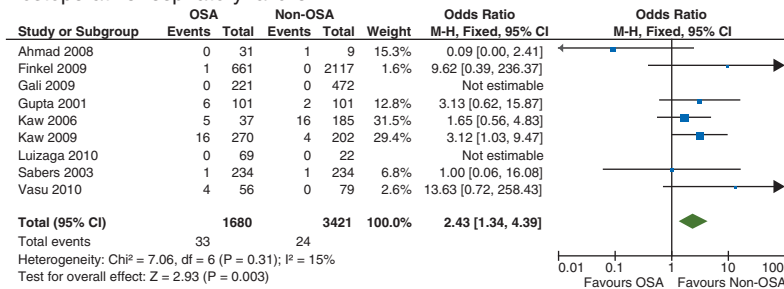 OSA Non-OSA Odds Ratio Odds Ratio
Study or Subgroup Events Total Events Total Weight M-H, Fixed, 95% CI M-H, Fixed, 95% CI
Ahmad 2008 0 31 1 9 15.3% 0.09 [0.00, 2.41]
Finkel 2009 1 661 0 2117 1.6% 9.62 [0.39, 236.37]
Gali 2009 0 221 0 472 Not estimable
Gupta 2001 6 101 2 101 12.8% 3.13 [0.62, 15.87]
Kaw 2006 5 37 16 185 31.5% 1.65 [0.56, 4.83]
Kaw 2009 16 270 4 202 29.4% 3.12 [1.03, 9.47]
Luizaga 2010 0 69 0 22 Not estimable
Sabers 2003 1 234 1 234 6.8% 1.00 [0.06, 16.08]
Vasu 2010 4 56 0 79 2.6% 13.63 [0.72, 258.43]
Total (95% CI) 1680 3421 100.0% 2.43 [1.34, 4.39]
Total events 33 24
Heterogeneity: Chi² = 7.06, df = 6 (P = 0.31); I² = 15%
Test for overall effect: Z = 2.93 (P = 0.003)
0.01 0.1 1 10 100
Favours OSA Favours Non-OSA